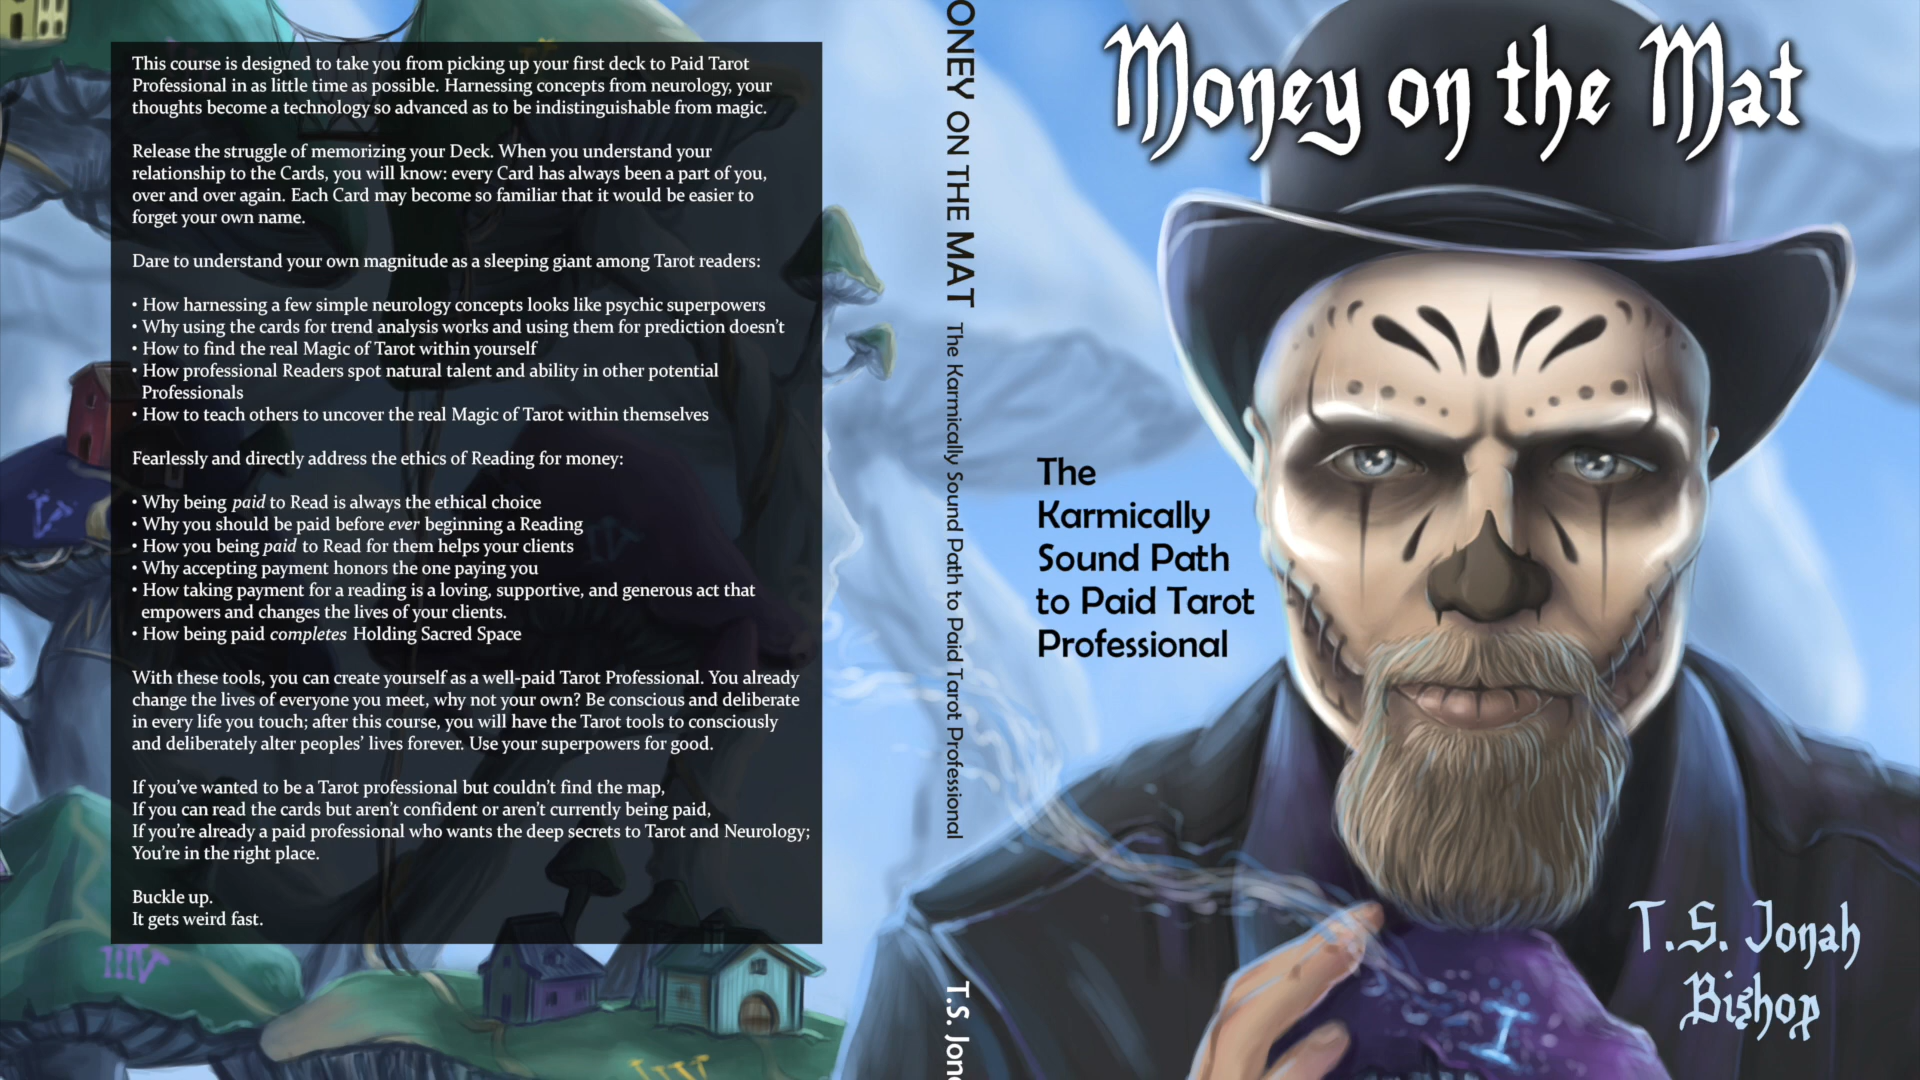 This course is designed to take you from picking up your first deck to Paid Tarot
Professional in as little time as possible. Harnessing concepts from neurology, your
thoughts become a technology so advanced as to be indistinguishable from magic.
Release the struggle of memorizing your Deck. When you understand your
relationship to the Cards, you will know: every Card has always been a part of you,
over and over again. Each Card may become so familiar that it would be easier to
forget your own name.
Dare to understand your own magnitude as a sleeping giant among Tarot readers:
• How harnessing a few simple neurology concepts looks like psychic superpowers
• Why using the cards for trend analysis works and using them for prediction doesn’t
• How to find the real Magic of Tarot within yourself
• How professional Readers spot natural talent and ability in other potential
Professionals
• How to teach others to uncover the real Magic of Tarot within themselves
Fearlessly and directly address the ethics of Reading for money:
• Why being paid to Read is always the ethical choice
• Why you should be paid before ever beginning a Reading
• How you being paid to Read for them helps your clients
• Why accepting payment honors the one paying you
• How taking payment for a reading is a loving, supportive, and generous act that
empowers and changes the lives of your clients.
• How being paid completes Holding Sacred Space
With these tools, you can create yourself as a well-paid Tarot Professional. You already
change the lives of everyone you meet, why not your own? Be conscious and deliberate
in every life you touch; after this course, you will have the Tarot tools to consciously
and deliberately alter peoples’ lives forever. Use your superpowers for good.
If you’ve wanted to be a Tarot professional but couldn’t find the map,
If you can read the cards but aren’t confident or aren’t currently being paid,
If you’re already a paid professional who wants the deep secrets to Tarot and Neurology;
You’re in the right place.
Buckle up.
It gets weird fast.
ONEY ON THE MAT The Karmically Sound Path to Paid Tarot Professional T.S. Jon
Money on the Mat
The
Karmically
Sound Path
to Paid Tarot
Professional
T.S. Jonah
Bishop